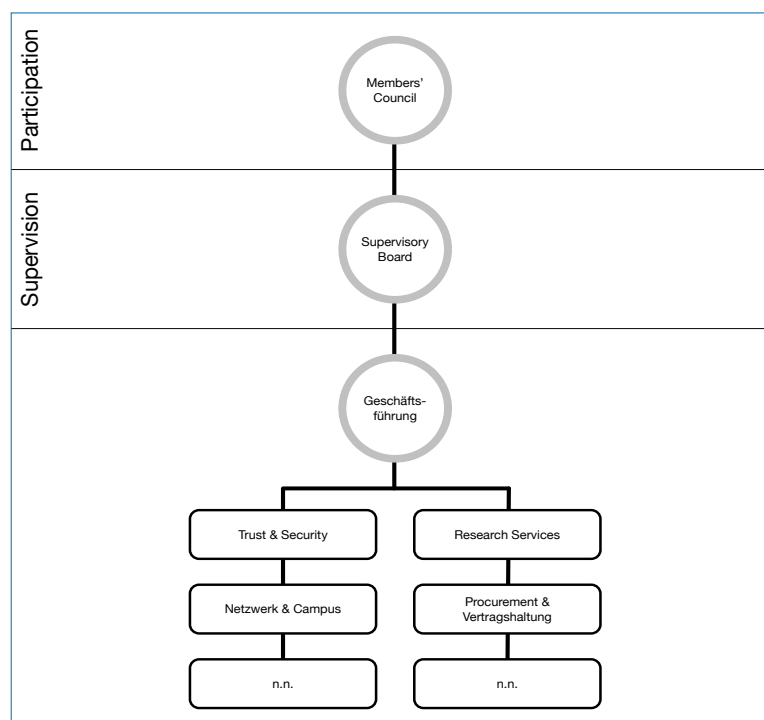 Participation
Members'
Council
Supervision
Supervisory
Board
Geschäfts-
führung
Trust & Security
Research Services
Netzwerk & Campus
Procurement &
Vertragshaltung
n.n.
n.n.